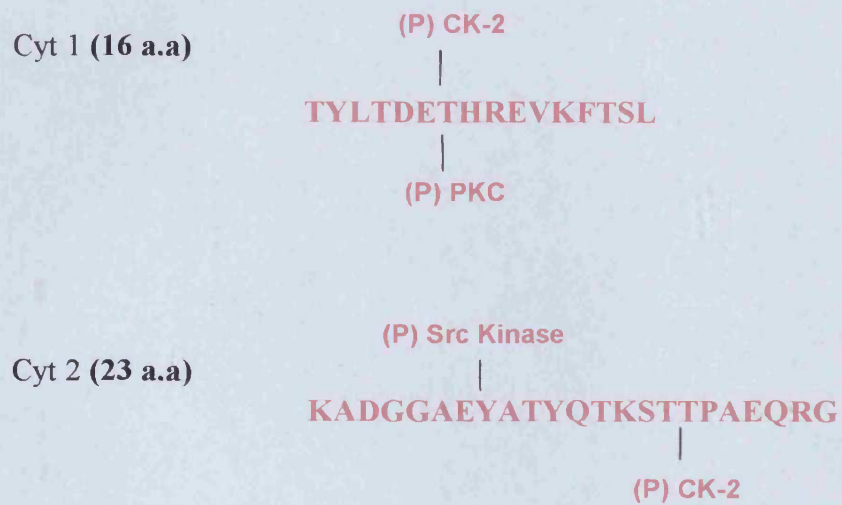 (P) CK-2
Cyt 1 (16 a.a)
TYLTDETHREVKFTSL
(P) PKC
(P) Src Kinase
Cyt 2 (23 a.a)
KADGGAEYATYQTKSTTPAEQRG
(P) CK-2